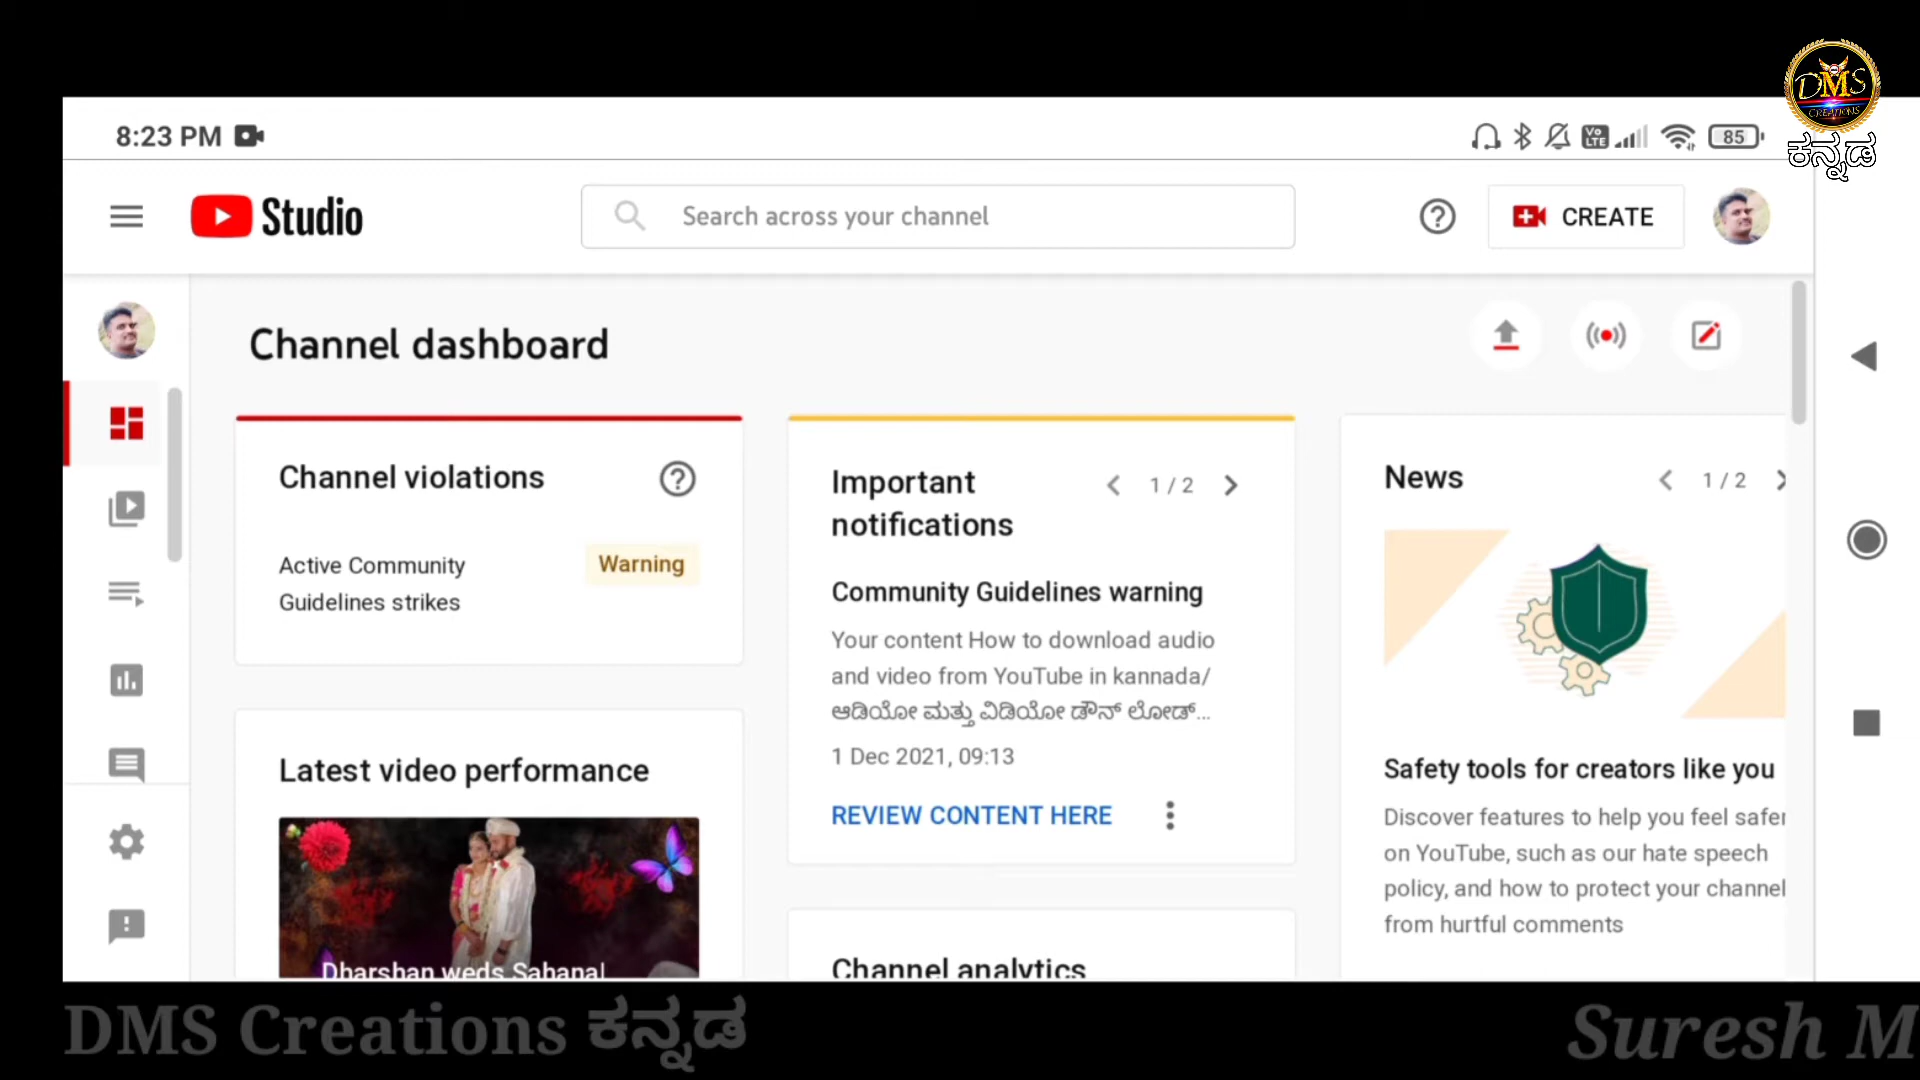 DMS
CREATIONS
ಕನ್ನಡ
8:23 PM
Vo
LTE
85
Studio
Search across your channel
CREATE
Channel dashboard
Channel violations
Active Community
Guidelines strikes
Warning
Latest video performance
Dharshan weds Sahana|
Important
notifications
1 / 2
Community Guidelines warning
Your content How to download audio
and video from YouTube in kannada/
ಆಡಿಯೋ ಮತ್ತು ವಿಡಿಯೋ ಡೌನ್ ಲೋಡ್...
1 Dec 2021, 09:13
REVIEW CONTENT HERE
Channel analytics
News
1 / 2
Safety tools for creators like you
Discover features to help you feel safer
on YouTube, such as our hate speech
policy, and how to protect your channel
from hurtful comments
DMS Creations ಕನ್ನಡ
Suresh M